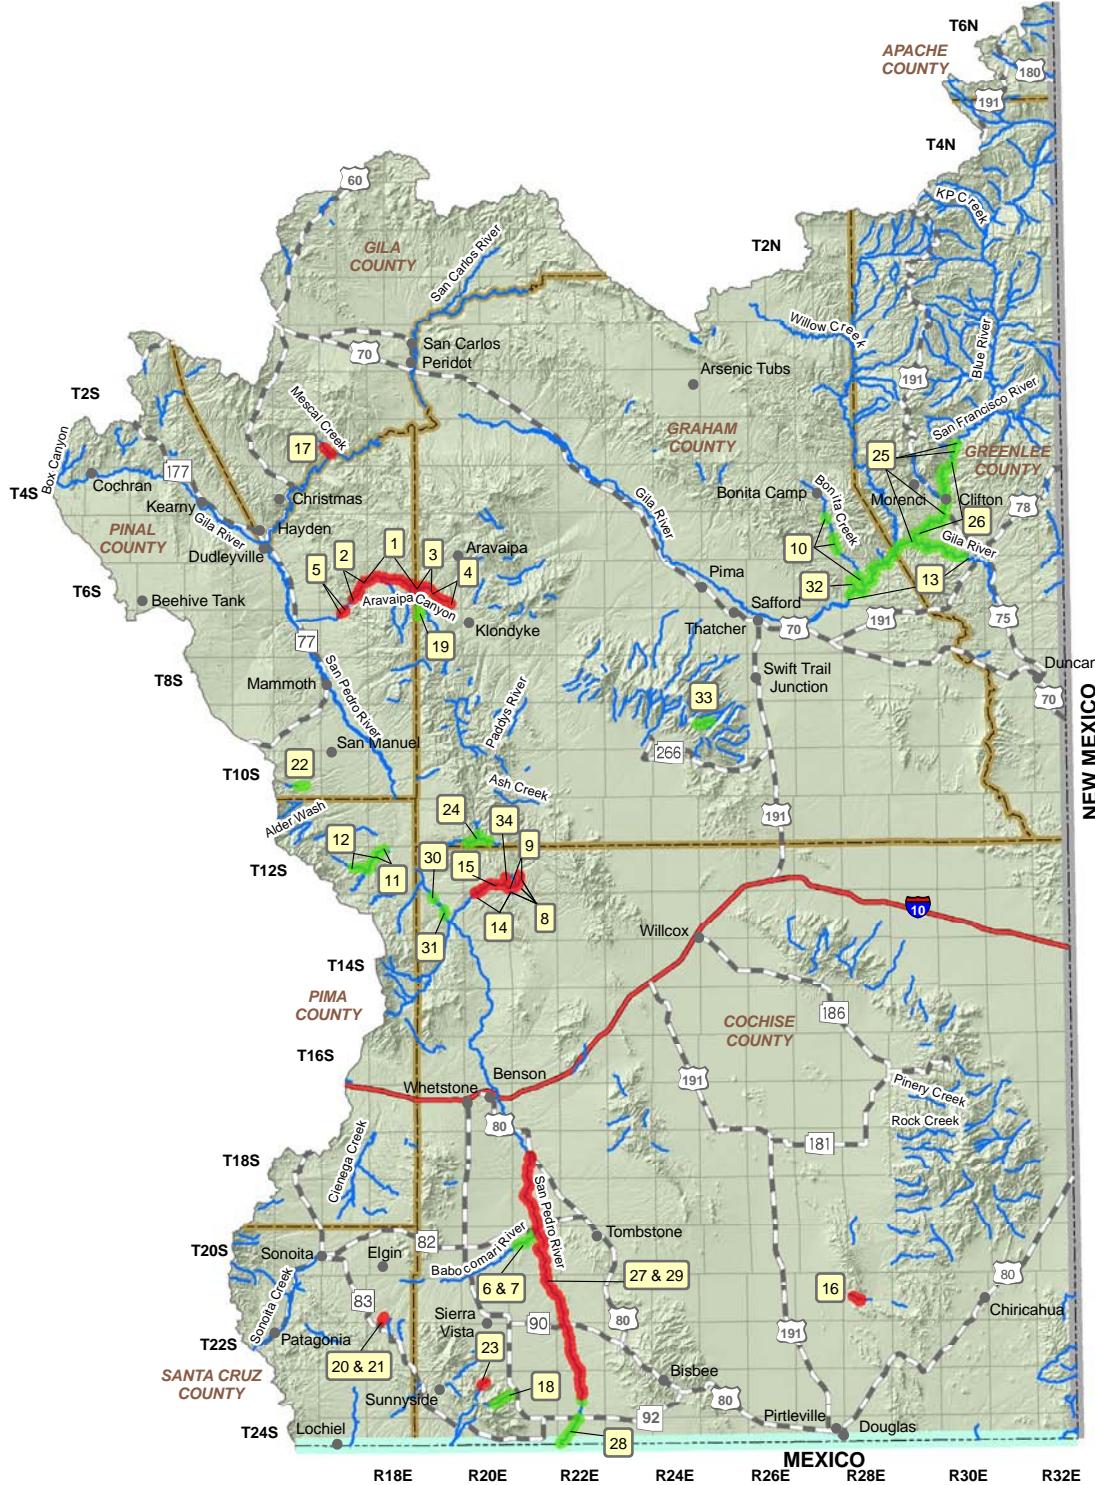 T6N
APACHE
COUNTY
180
191
T4N
60
KP Creek
GILA
COUNTY
San Carlos River
T2N
Willow Creek
Blue River
San Carlos
Peridot
70
Arsenic Tubs
191
T2S
Mescal Creek
San Francisco River
GRAHAM
COUNTY
GREENLEE
COUNTY
17
25
Box Canyon
177
Cochran
T4S
Christmas
Kearny
Gila River
Bonita Camp
Bonita Creek
Morenci
Clifton
78
PINAL
COUNTY
Hayden
Gila River
26
Gila River
Dudleyville
1
2
3
Aravaipa
10
5
4
Pima
32
13
T6S
Beehive Tank
Aravaipa Canyon
Safford
Thatcher
70
191
75
Klondyke
77
19
San Pedro River
Swift Trail
Junction
Duncan
T8S
Mammoth
33
70
Paddys River
NEW MEXICO
San Manuel
266
22
T10S
Ash Creek
Alder Wash
24
34
191
12
30
9
15
T12S
11
8
14
10
31
Willcox
T14S
PIMA
COUNTY
186
COCHISE
COUNTY
T16S
Benson
191
Whetstone
Pinery Creek
80
Rock Creek
181
Cienega Creek
T18S
San Pedro River
Tombstone
T20S
82
Sonoita
Elgin
Babocomari River
27 & 29
80
6 & 7
16
Sonoita Creek
83
Sierra
Vista
90
80
Chiricahua
T22S
Patagonia
191
20 & 21
23
Bisbee
SANTA CRUZ
COUNTY
18
Sunnyside
80
92
Pirtleville
Douglas
T24S
Lochiel
28
MEXICO
R18E
R20E
R22E
R24E
R26E
R28E
R30E
R32E